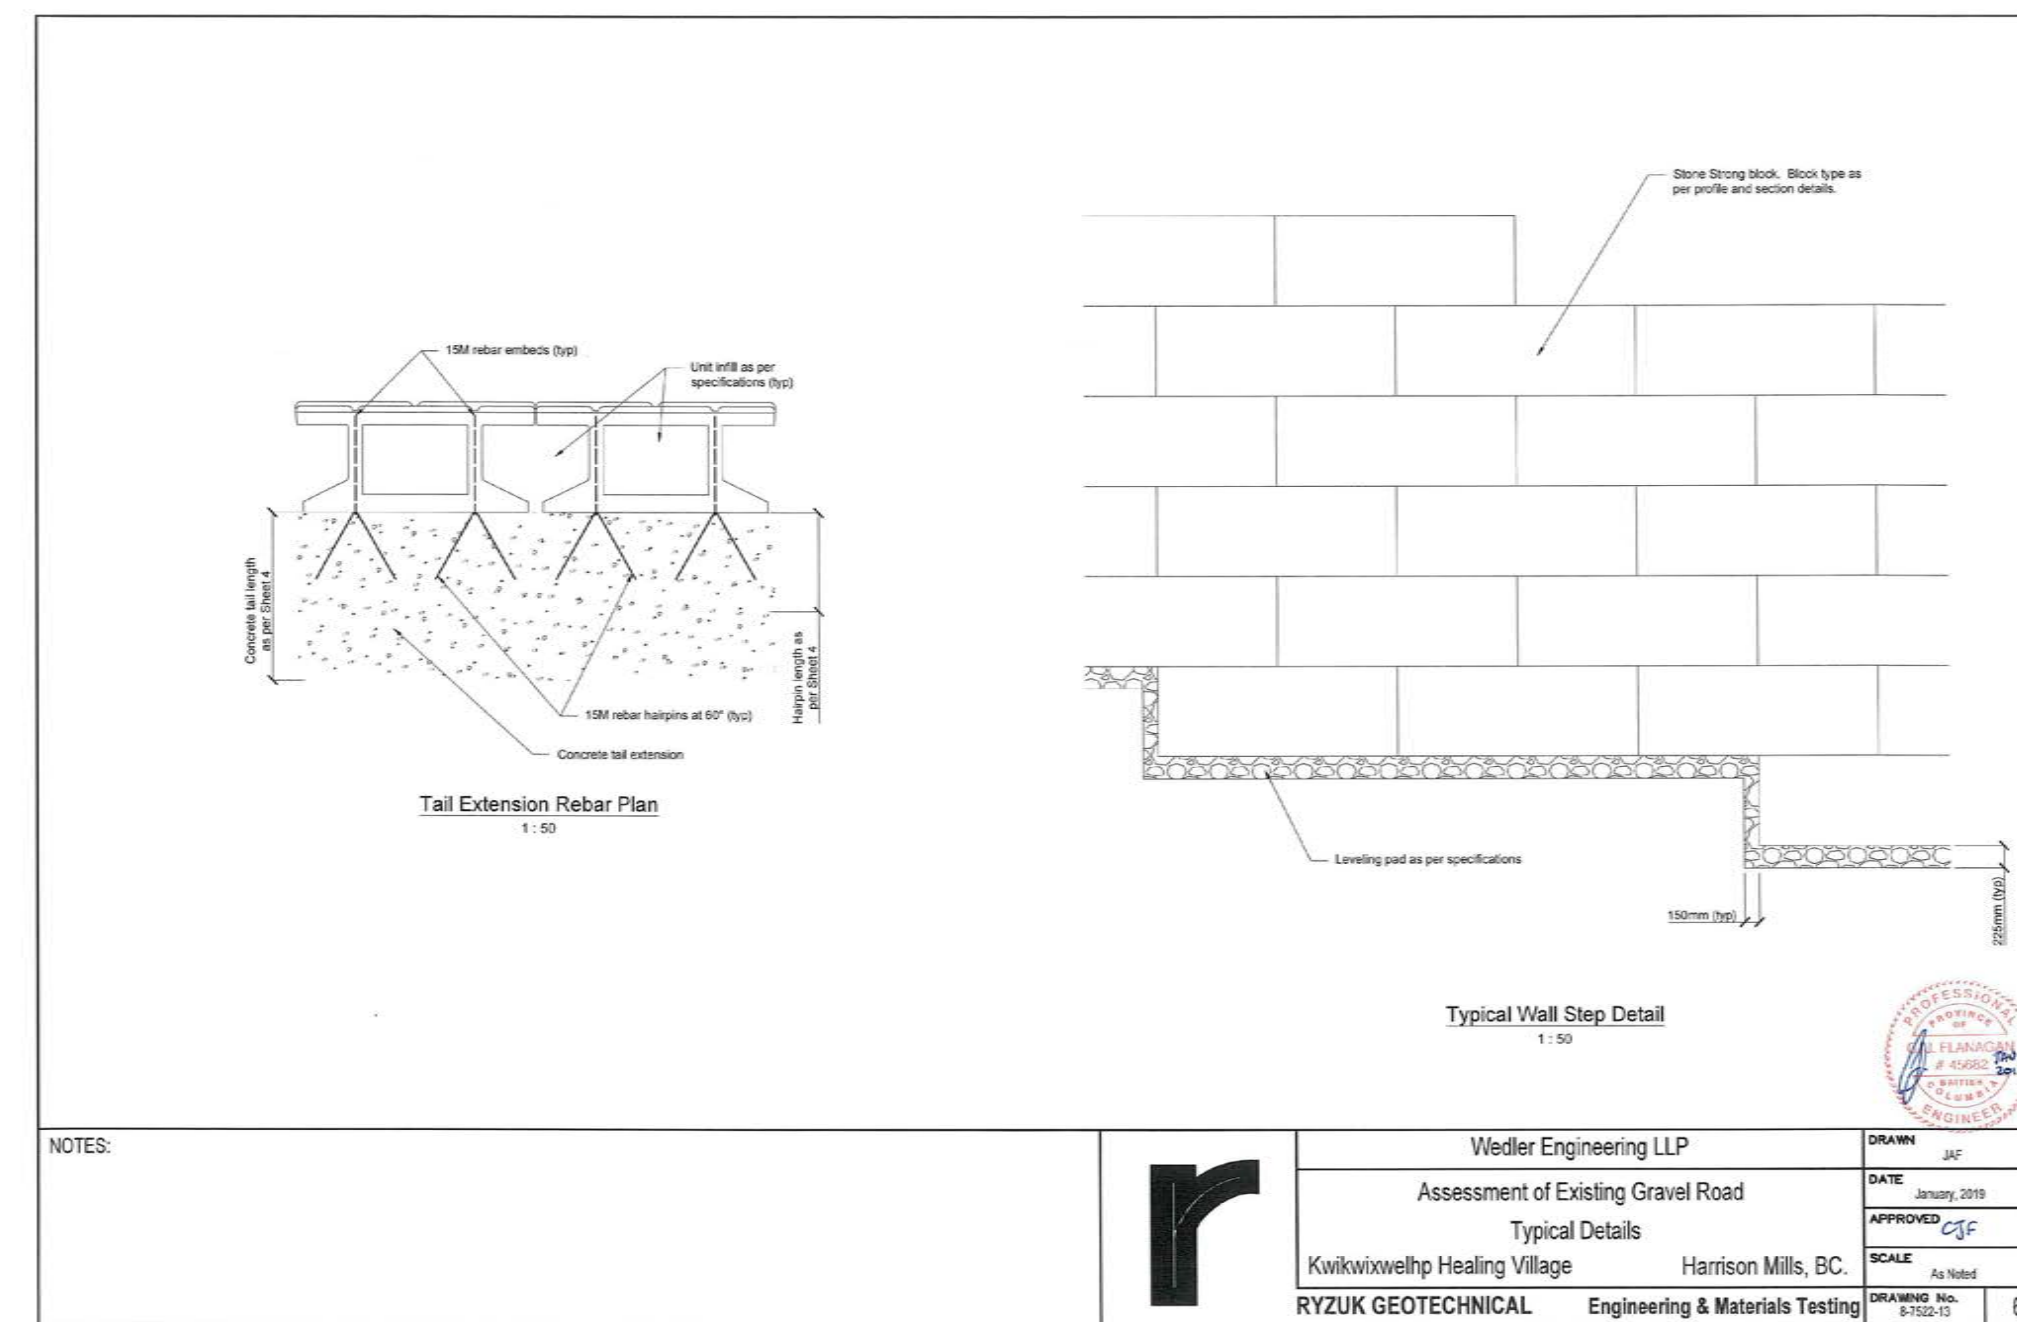 Stone Strong block. Block type as
per profile and section details.
15M rebar embeds (typ)
Unit infill as per
specifications (typ)
Concrete tail length
as per Sheet 4
Hairpin length as
per Sheet 4
15M rebar hairpins at 60° (typ)
Concrete tail extension
Tail Extension Rebar Plan
1 : 50
Leveling pad as per specifications
150mm (typ)
225mm (typ)
Typical Wall Step Detail
1 : 50
PROFESSIONAL
PROVINCE
OF
FLANAGAN
# 45682
BRITISH
COLUMBIA
ENGINEER
NOTES:
Wedler Engineering LLP
Assessment of Existing Gravel Road
Typical Details
Kwikwixwelhp Healing Village Harrison Mills, BC.
RYZUK GEOTECHNICAL Engineering & Materials Testing
DRAWN
JAF
DATE
January, 2019
APPROVED CJF
SCALE
As Noted
DRAWING No.
8-7522-13